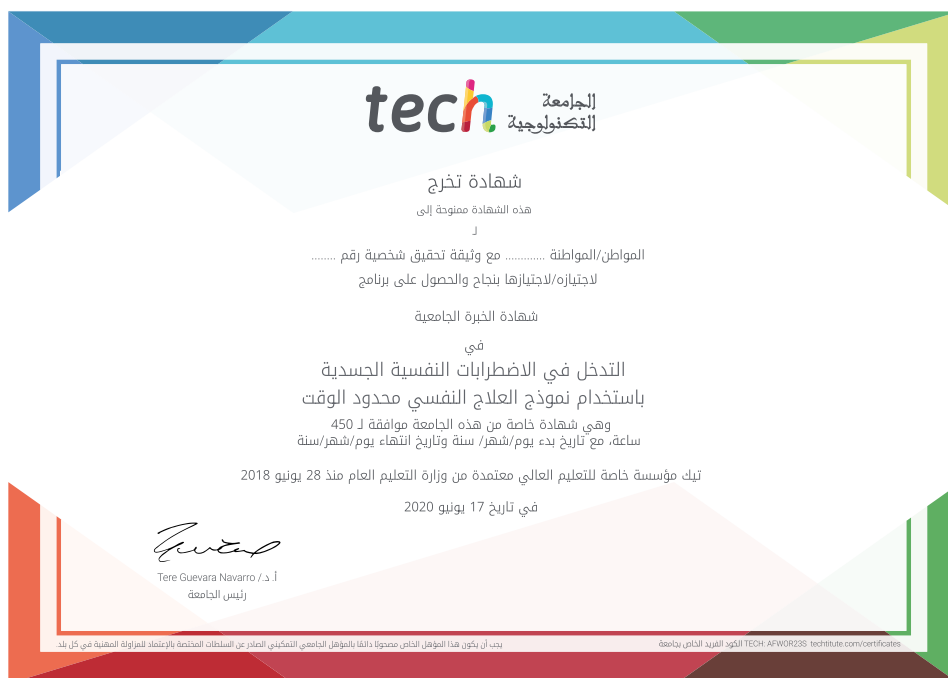 tech الجامعة
التكنولوجية
شهادة تخرج
هذه الشهادة ممنوحة إلى
لـ
المواطن/المواطنة ............. مع وثيقة تحقيق شخصية رقم ........
لاجتيازه/لاجتيازها بنجاح والحصول على برنامج
شهادة الخبرة الجامعية
في
التدخل في الاضطرابات النفسية الجسدية
باستخدام نموذج العلاج النفسي محدود الوقت
وهي شهادة خاصة من هذه الجامعة موافقة لـ 450
ساعة، مع تاريخ بدء يوم/شهر/ سنة وتاريخ انتهاء يوم/شهر/سنة
تيك مؤسسة خاصة للتعليم العالي معتمدة من وزارة التعليم العام منذ 28 يونيو 2018
في تاريخ 17 يونيو 2020
أ. د./ Tere Guevara Navarro
رئيس الجامعة
يجب أن يكون هذا المؤهل الخاص مصحوبًا دائمًا بالمؤهل الجامعي التمكيني الصادر عن السلطات المختصة بالإعتماد للمزاولة المهنية في كل بلد.
الكود الفريد الخاص بجامعة TECH: AFWOR23S techtitute.com/certificates